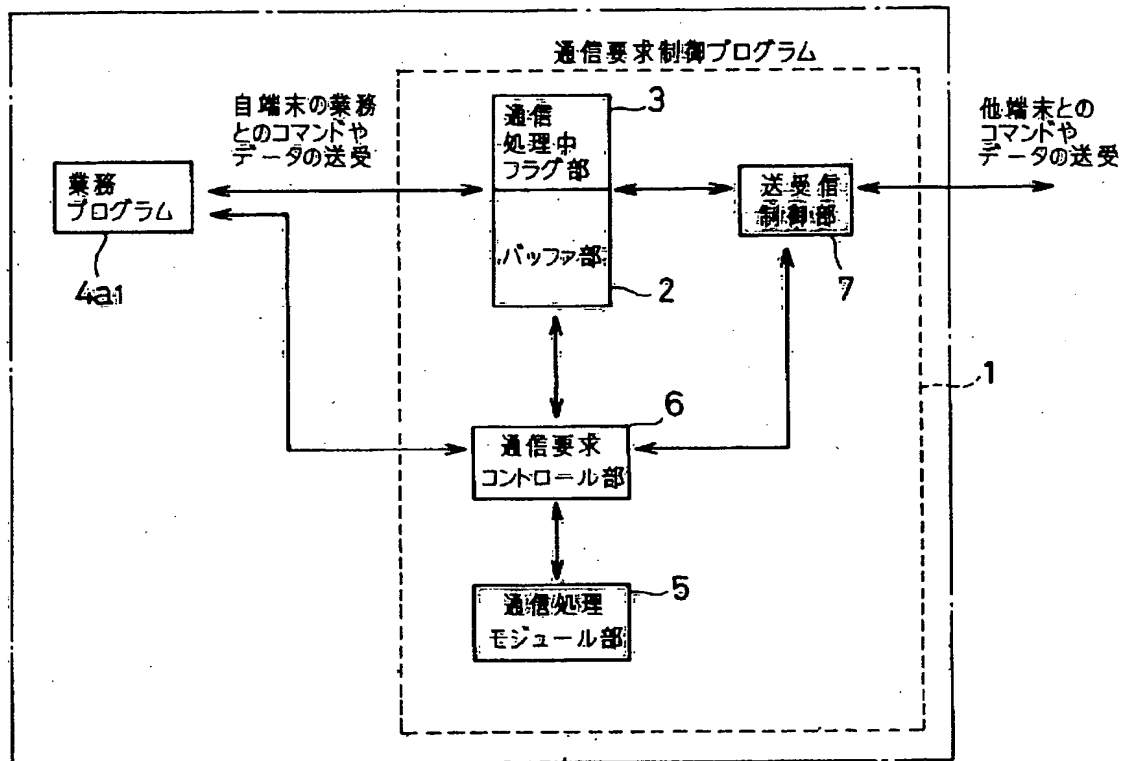 通信要求制御プログラム
自端末の業務
とのコマンドや
データの送受
業務
プログラム
4a1
3
通信
処理中
フラグ部
バッファ部
2
送受信
制御部
7
他端末との
コマンドや
データの送受
1
6
通信要求
コントロール部
5
通信処理
モジュール部